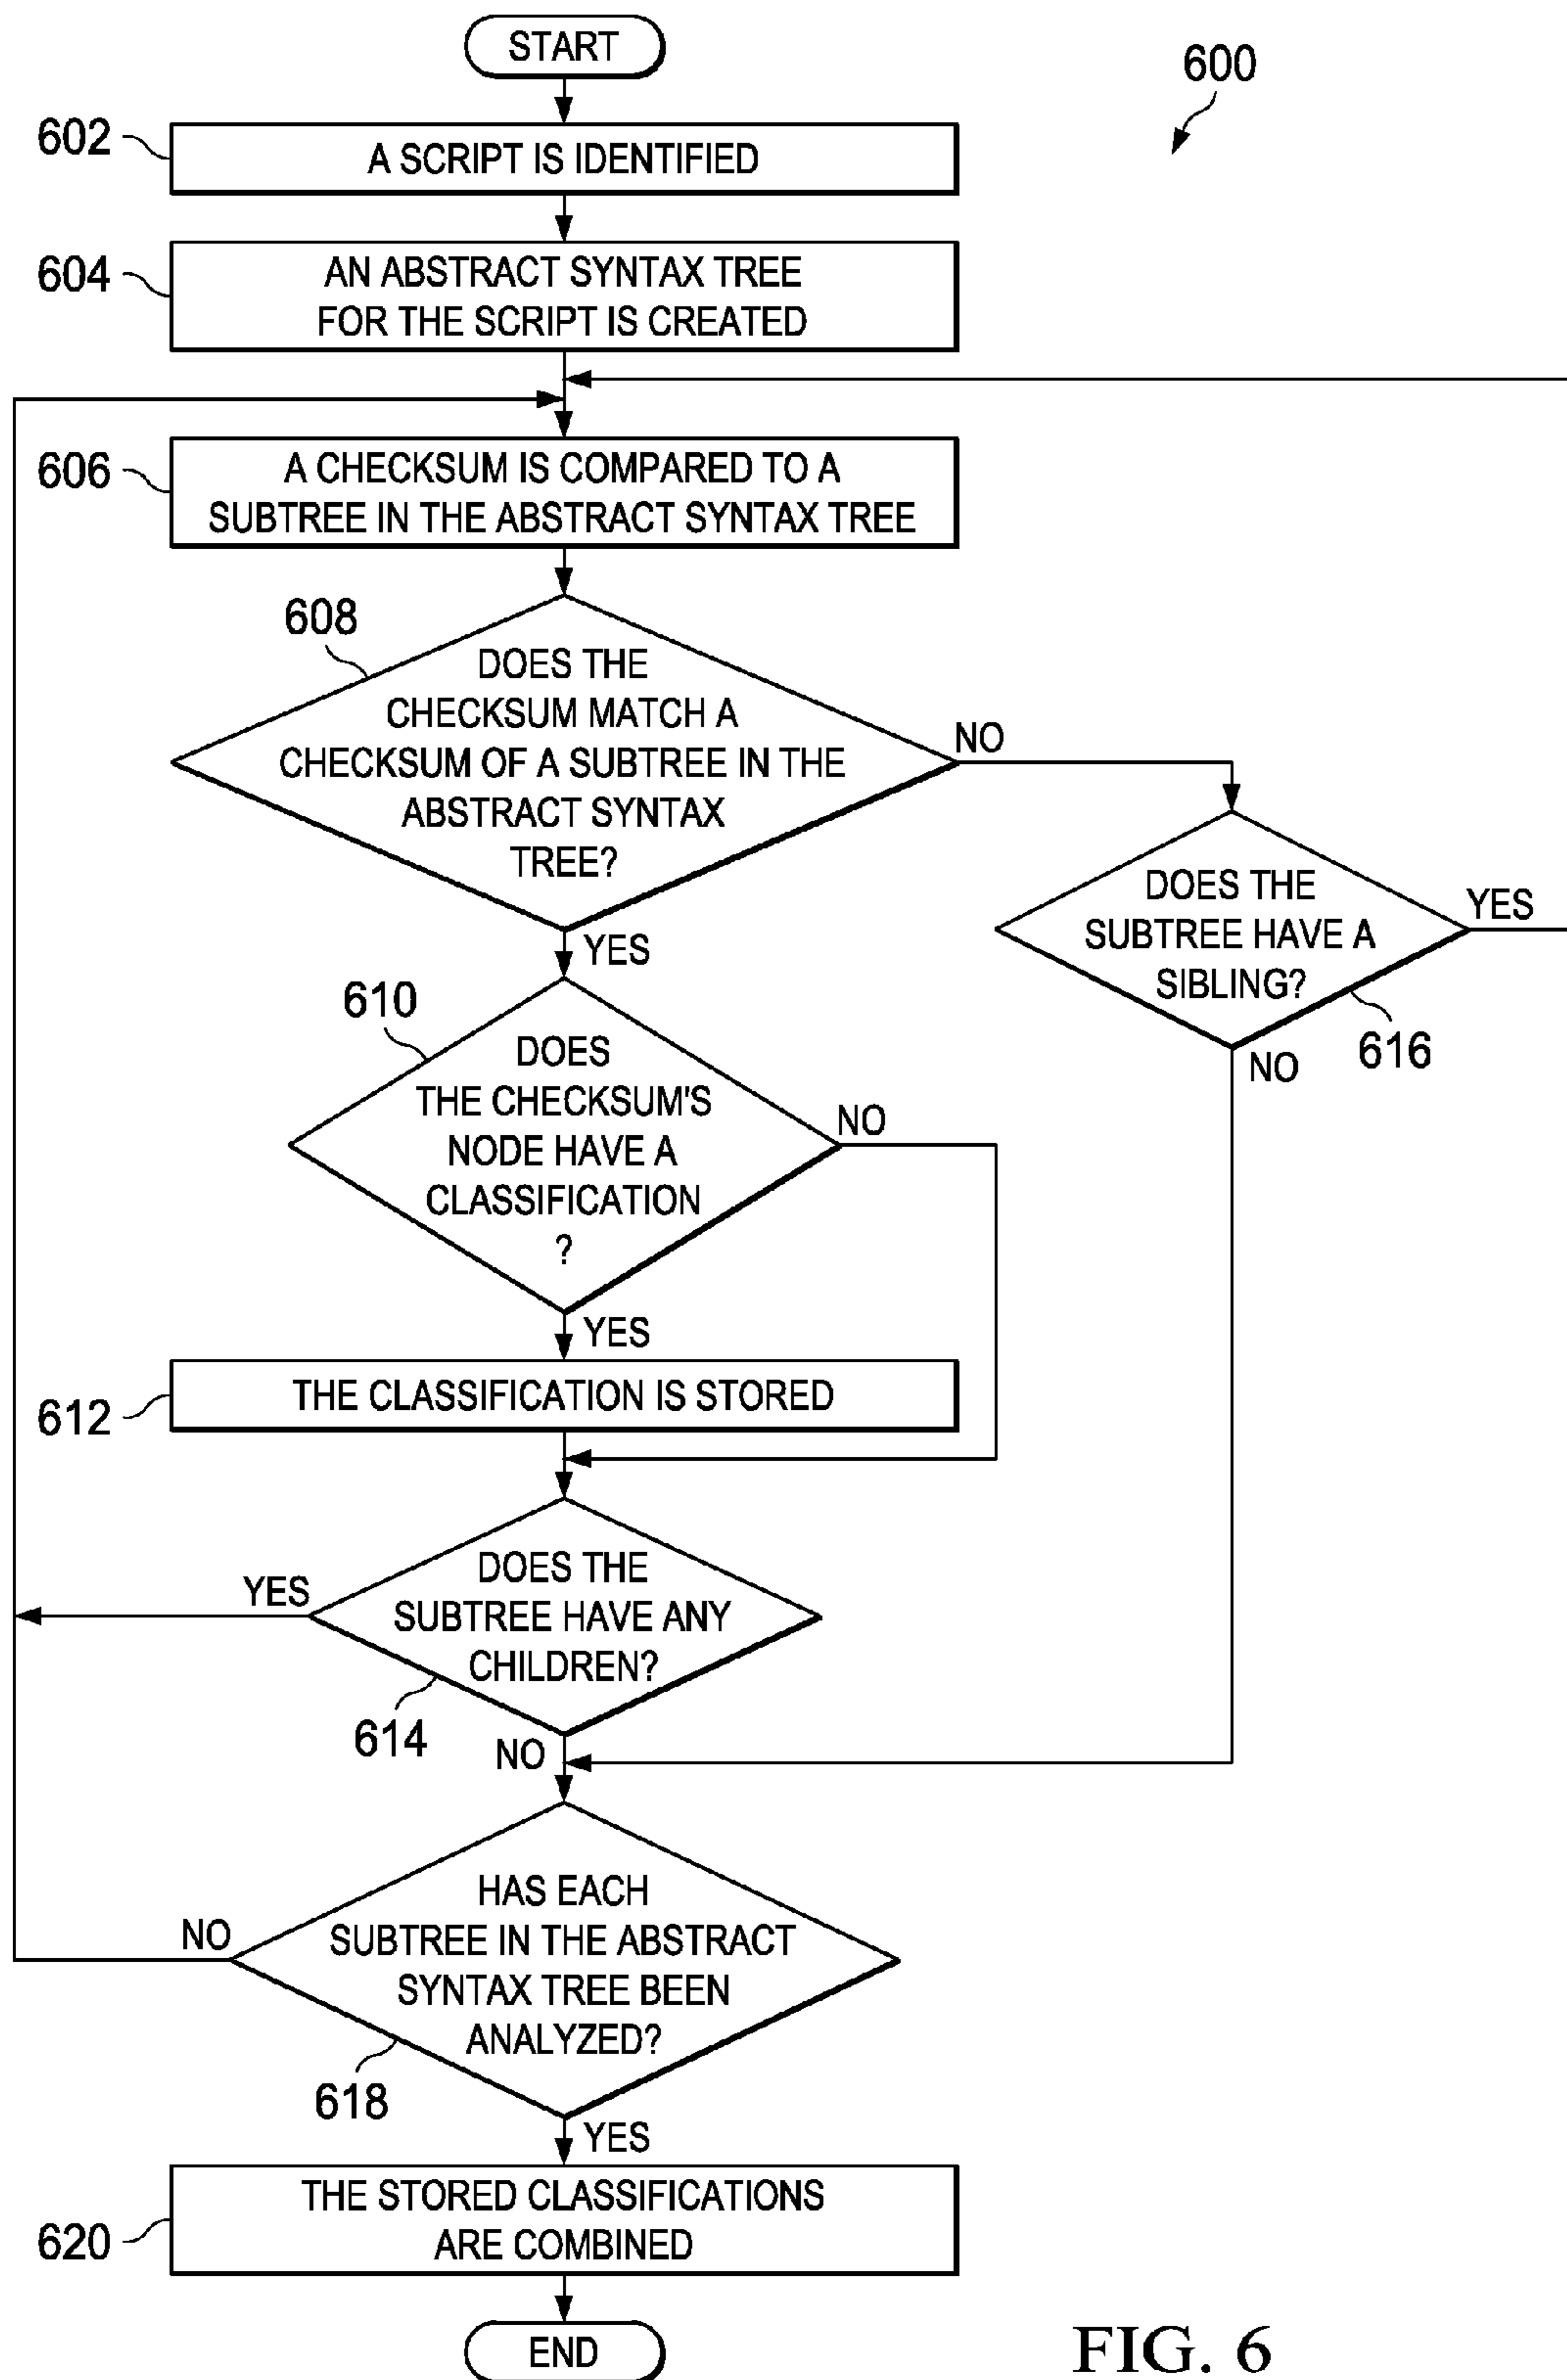 START
600
602
A SCRIPT IS IDENTIFIED
604
AN ABSTRACT SYNTAX TREE
FOR THE SCRIPT IS CREATED
606
A CHECKSUM IS COMPARED TO A
SUBTREE IN THE ABSTRACT SYNTAX TREE
608
DOES THE
CHECKSUM MATCH A
CHECKSUM OF A SUBTREE IN THE
ABSTRACT SYNTAX
TREE?
NO
YES
DOES THE
SUBTREE HAVE A
SIBLING?
YES
616
NO
610
DOES
THE CHECKSUM'S
NODE HAVE A
CLASSIFICATION
?
NO
YES
612
THE CLASSIFICATION IS STORED
DOES THE
SUBTREE HAVE ANY
CHILDREN?
YES
614
NO
HAS EACH
SUBTREE IN THE ABSTRACT
SYNTAX TREE BEEN
ANALYZED?
NO
618
YES
620
THE STORED CLASSIFICATIONS
ARE COMBINED
END
FIG. 6